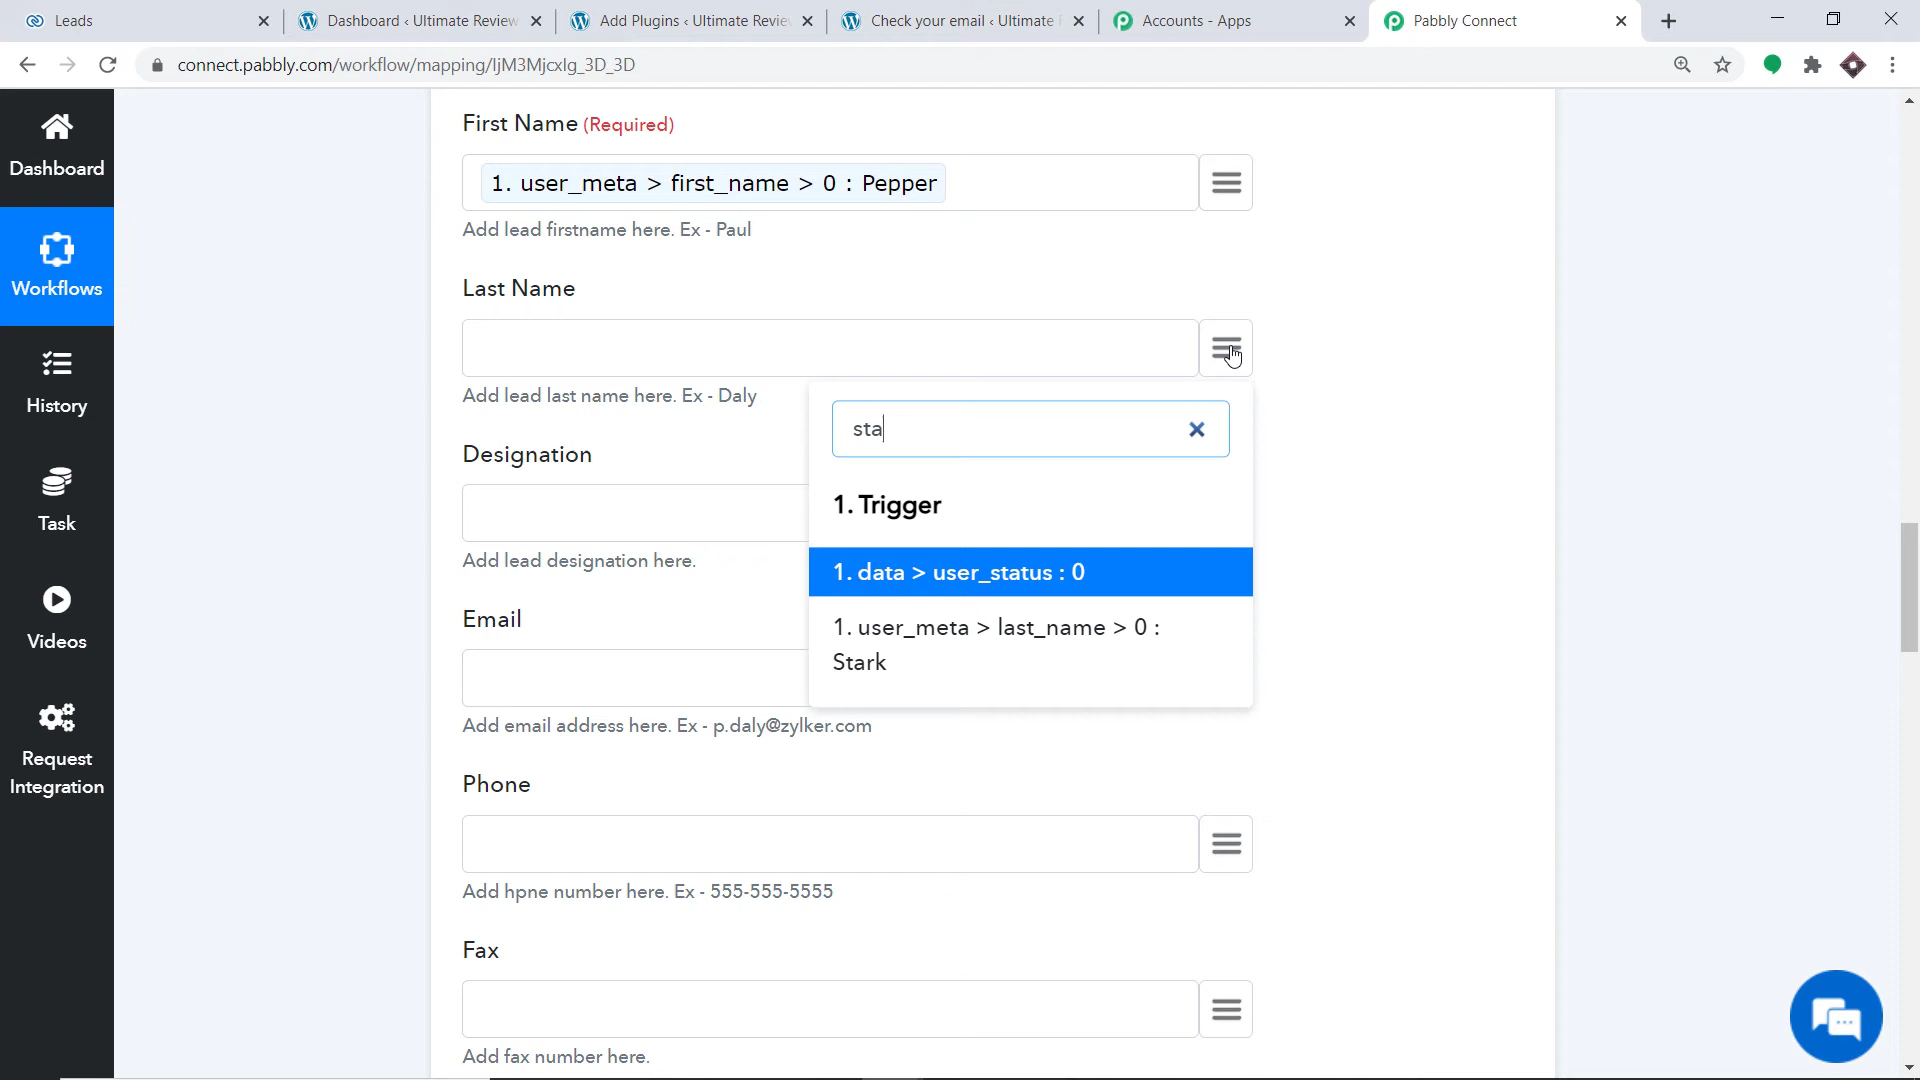 Leads
Dashboard ‹ Ultimate Review
Add Plugins ‹ Ultimate Revie
Check your email ‹ Ultimate
Accounts - Apps
Pabbly Connect
connect.pabbly.com/workflow/mapping/IjM3MjcxIg_3D_3D
Dashboard
Workflows
History
Task
Videos
Request
Integration
First Name (Required)
1. user_meta > first_name > 0 : Pepper
Add lead firstname here. Ex - Paul
Last Name
Add lead last name here. Ex - Daly
sta
1. Trigger
1. data > user_status : 0
1. user_meta > last_name > 0 :
Stark
Designation
Add lead designation here.
Email
Add email address here. Ex - p.daly@zylker.com
Phone
Add hpne number here. Ex - 555-555-5555
Fax
Add fax number here.